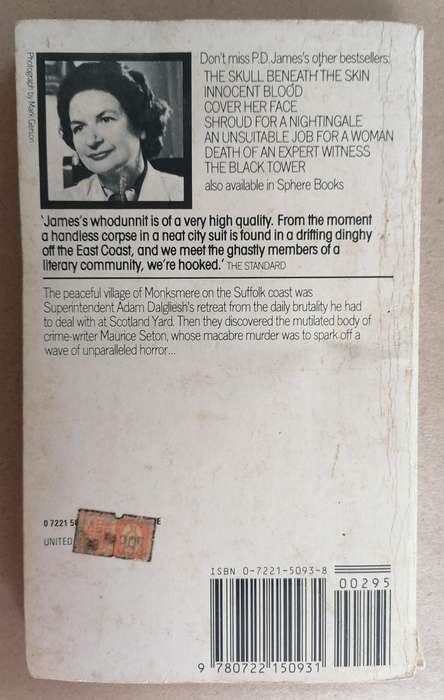 Photograph by Mark Gerson
Don't miss P.D. James's other bestsellers:
THE SKULL BENEATH THE SKIN
INNOCENT BLOOD
COVER HER FACE
SHROUD FOR A NIGHTINGALE
AN UNSUITABLE JOB FOR A WOMAN
DEATH OF AN EXPERT WITNESS
THE BLACK TOWER
also available in Sphere Books
'James's whodunnit is of a very high quality. From the moment
a handless corpse in a neat city suit is found in a drifting dinghy
off the East Coast, and we meet the ghastly members of a
literary community, we're hooked.' THE STANDARD
The peaceful village of Monksmere on the Suffolk coast was
Superintendent Adam Dalgliesh's retreat from the daily brutality he had
to deal with at Scotland Yard. Then they discovered the mutilated body of
crime-writer Maurice Seton, whose macabre murder was to spark off a
wave of unparalleled horror...
0 7221 5
UNITED
ISBN 0-7221-5093-8
00295
9 780722 150931